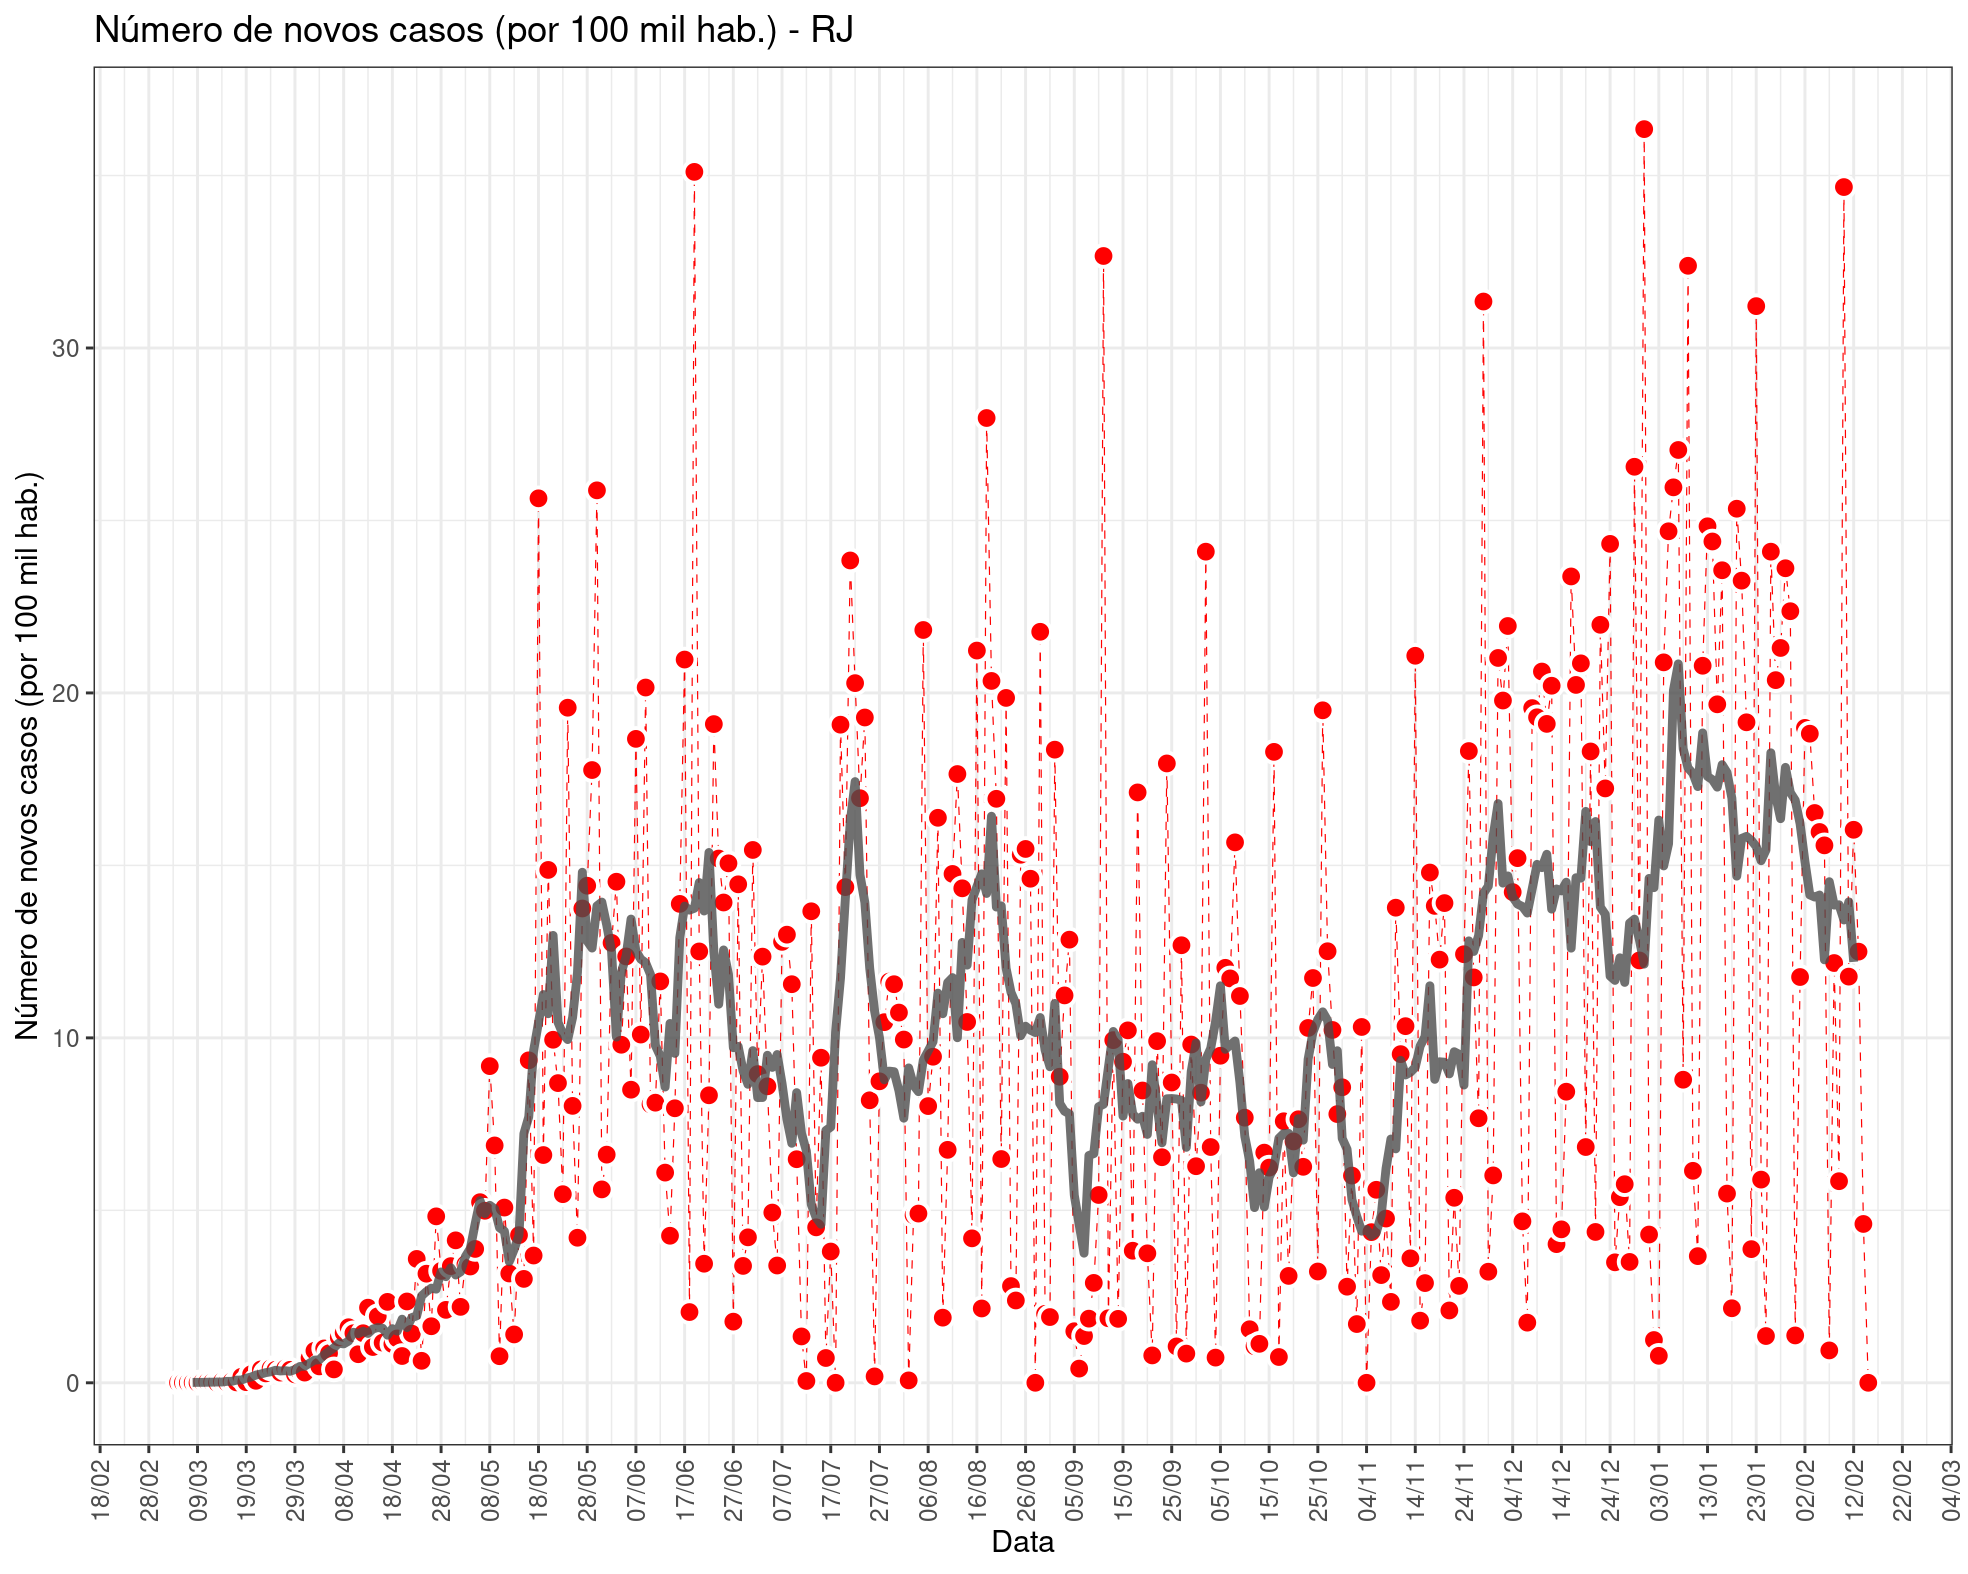 Número de novos casos (por 100 mil hab.) - RJ
Número de novos casos (por 100 mil hab.)
30
20
10
0
18/02 28/02 09/03 19/03 29/03 08/04 18/04 28/04 08/05 18/05 28/05 07/06 17/06 27/06 07/07 17/07 27/07 06/08 16/08 26/08 05/09 15/09 25/09 05/10 15/10 25/10 04/11 14/11 24/11 04/12 14/12 24/12 03/01 13/01 23/01 02/02 12/02 22/02 04/03
Data